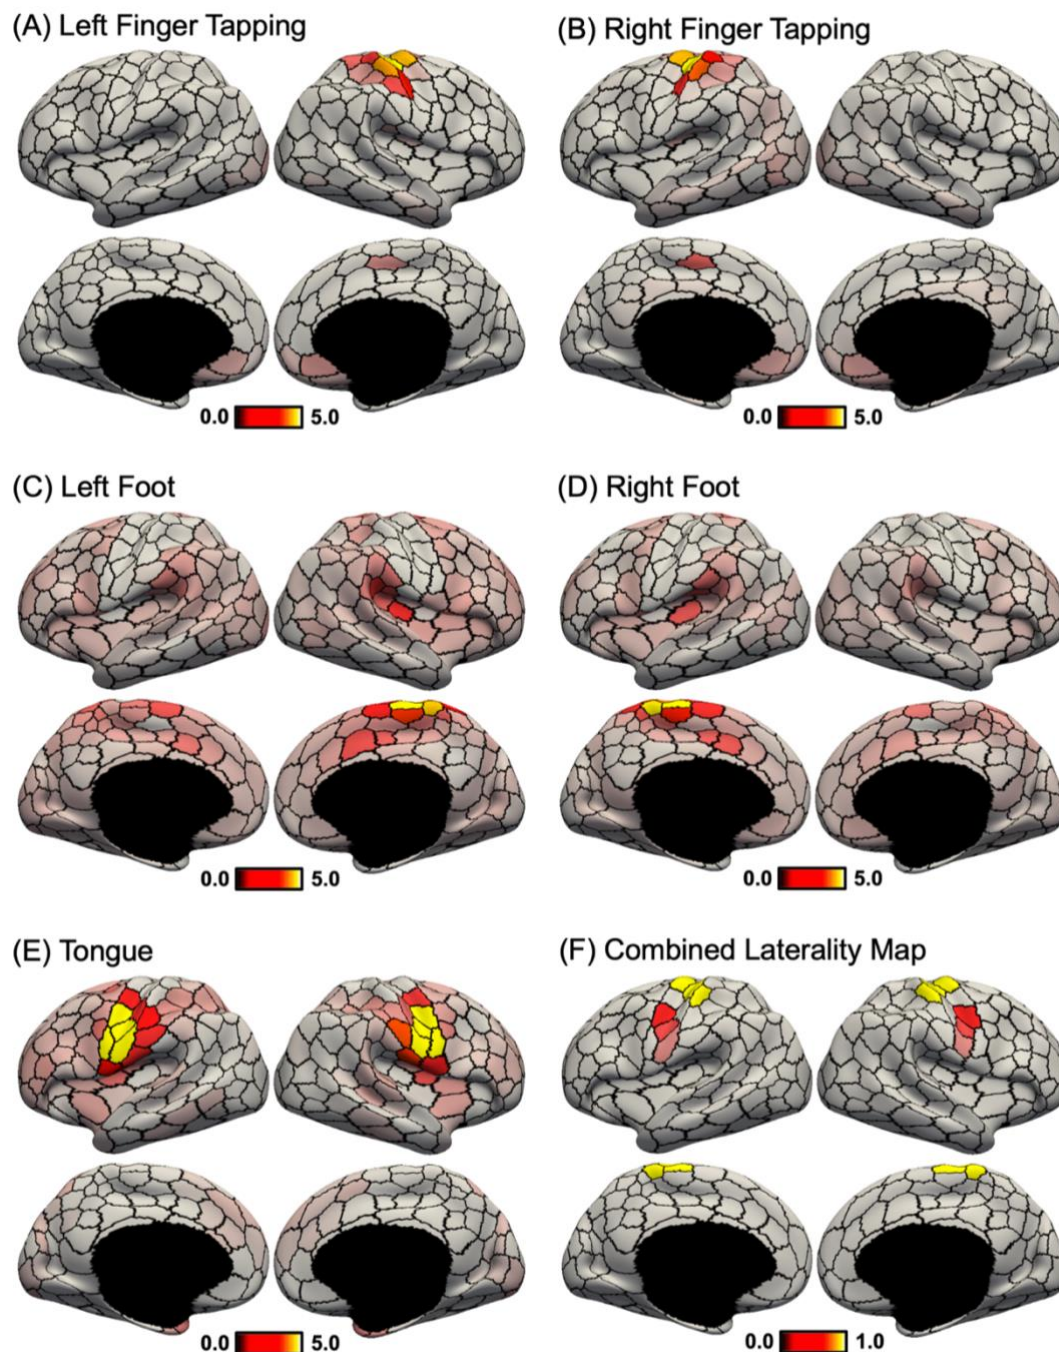 (A) Left Finger Tapping
(B) Right Finger Tapping
0.0 5.0
0.0 5.0
(C) Left Foot
(D) Right Foot
0.0 5.0
0.0 5.0
(E) Tongue
(F) Combined Laterality Map
0.0 5.0
0.0 1.0